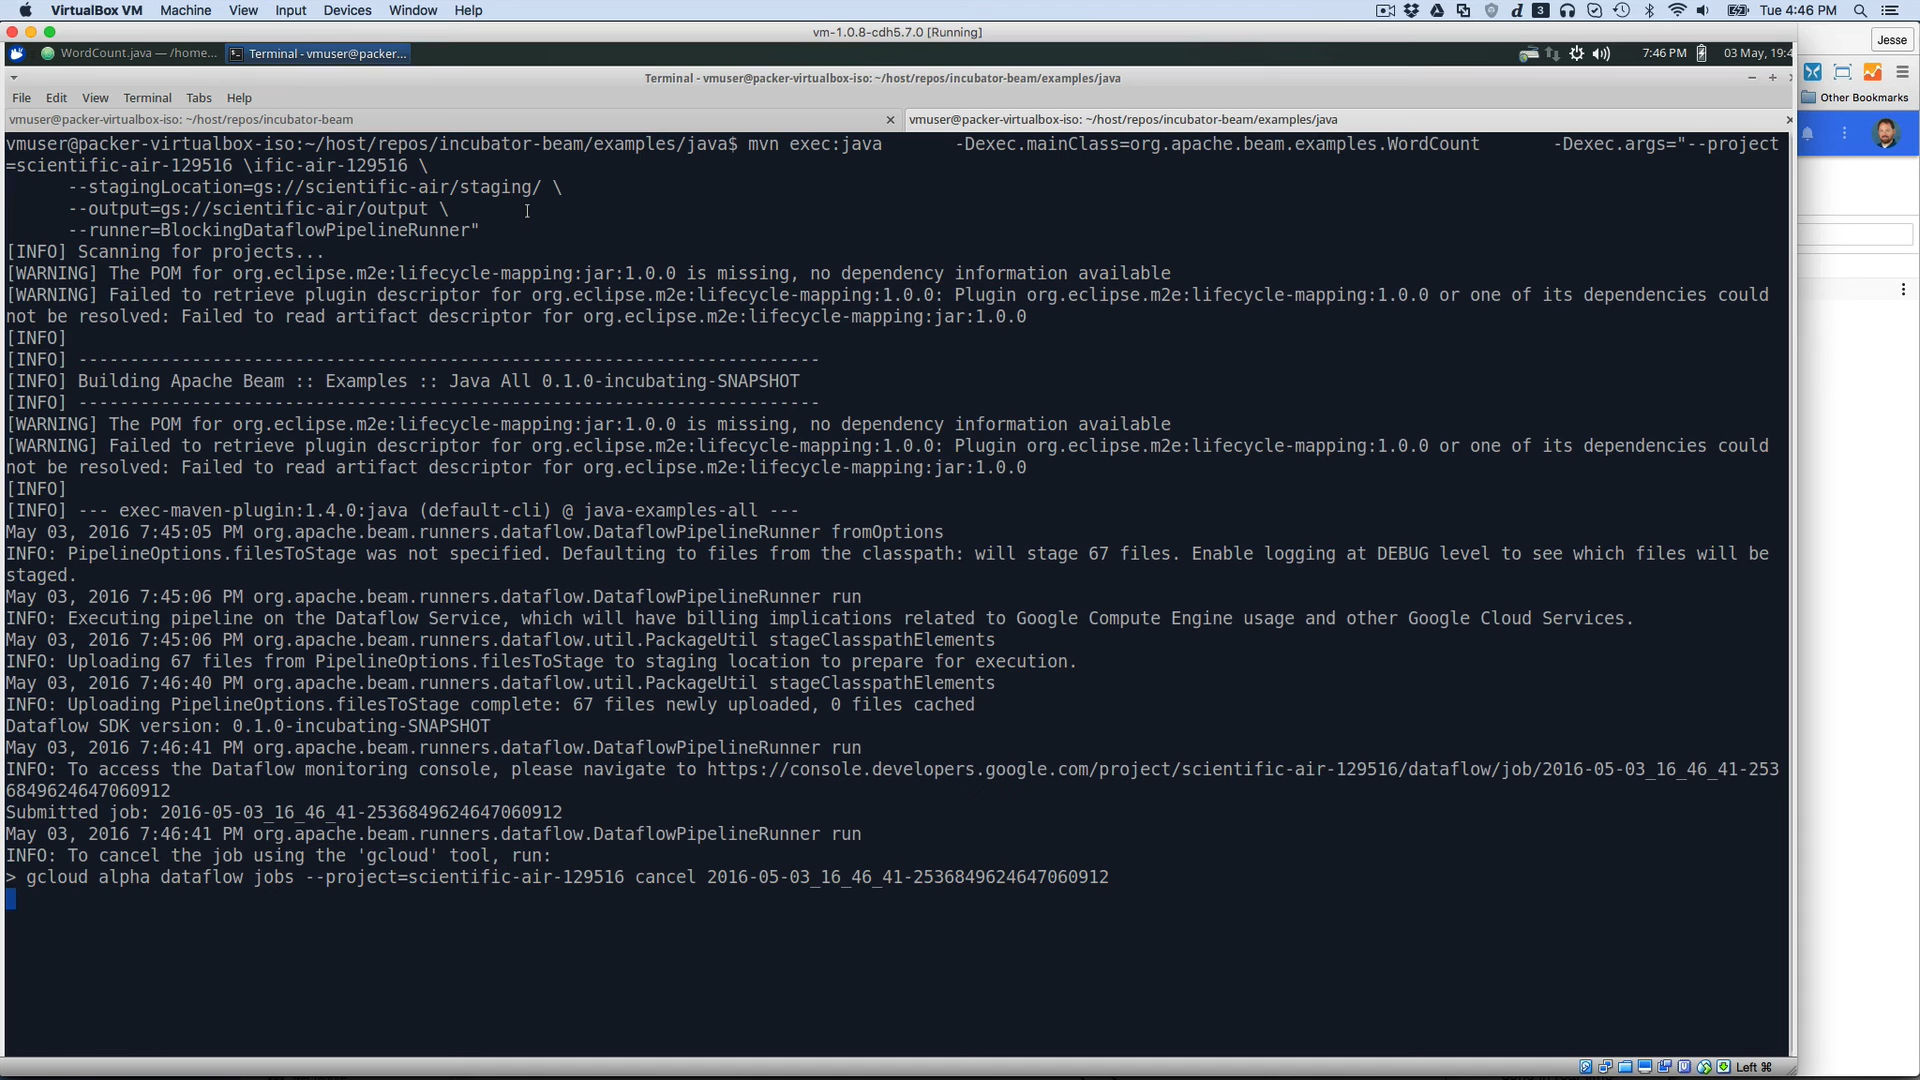 VirtualBox VM Machine View Input Devices Window Help 3 Tue 4:46 PM
vm-1.0.8-cdh5.7.0 [Running]
Jesse
WordCount.java — /home... Terminal - vmuser@packer... 7:46 PM 03 May, 19:4
Terminal - vmuser@packer-virtualbox-iso: ~/host/repos/incubator-beam/examples/java
File Edit View Terminal Tabs Help
Other Bookmarks
vmuser@packer-virtualbox-iso: ~/host/repos/incubator-beam vmuser@packer-virtualbox-iso: ~/host/repos/incubator-beam/examples/java
vmuser@packer-virtualbox-iso:~/host/repos/incubator-beam/examples/java$ mvn exec:java -Dexec.mainClass=org.apache.beam.examples.WordCount -Dexec.args="--project
=scientific-air-129516 \ific-air-129516 \
--stagingLocation=gs://scientific-air/staging/ \
--output=gs://scientific-air/output \
--runner=BlockingDataflowPipelineRunner"
[INFO] Scanning for projects...
[WARNING] The POM for org.eclipse.m2e:lifecycle-mapping:jar:1.0.0 is missing, no dependency information available
[WARNING] Failed to retrieve plugin descriptor for org.eclipse.m2e:lifecycle-mapping:1.0.0: Plugin org.eclipse.m2e:lifecycle-mapping:1.0.0 or one of its dependencies could
not be resolved: Failed to read artifact descriptor for org.eclipse.m2e:lifecycle-mapping:jar:1.0.0
[INFO]
[INFO] ------------------------------------------------------------------------
[INFO] Building Apache Beam :: Examples :: Java All 0.1.0-incubating-SNAPSHOT
[INFO] ------------------------------------------------------------------------
[WARNING] The POM for org.eclipse.m2e:lifecycle-mapping:jar:1.0.0 is missing, no dependency information available
[WARNING] Failed to retrieve plugin descriptor for org.eclipse.m2e:lifecycle-mapping:1.0.0: Plugin org.eclipse.m2e:lifecycle-mapping:1.0.0 or one of its dependencies could
not be resolved: Failed to read artifact descriptor for org.eclipse.m2e:lifecycle-mapping:jar:1.0.0
[INFO]
[INFO] --- exec-maven-plugin:1.4.0:java (default-cli) @ java-examples-all ---
May 03, 2016 7:45:05 PM org.apache.beam.runners.dataflow.DataflowPipelineRunner fromOptions
INFO: PipelineOptions.filesToStage was not specified. Defaulting to files from the classpath: will stage 67 files. Enable logging at DEBUG level to see which files will be
staged.
May 03, 2016 7:45:06 PM org.apache.beam.runners.dataflow.DataflowPipelineRunner run
INFO: Executing pipeline on the Dataflow Service, which will have billing implications related to Google Compute Engine usage and other Google Cloud Services.
May 03, 2016 7:45:06 PM org.apache.beam.runners.dataflow.util.PackageUtil stageClasspathElements
INFO: Uploading 67 files from PipelineOptions.filesToStage to staging location to prepare for execution.
May 03, 2016 7:46:40 PM org.apache.beam.runners.dataflow.util.PackageUtil stageClasspathElements
INFO: Uploading PipelineOptions.filesToStage complete: 67 files newly uploaded, 0 files cached
Dataflow SDK version: 0.1.0-incubating-SNAPSHOT
May 03, 2016 7:46:41 PM org.apache.beam.runners.dataflow.DataflowPipelineRunner run
INFO: To access the Dataflow monitoring console, please navigate to https://console.developers.google.com/project/scientific-air-129516/dataflow/job/2016-05-03_16_46_41-253
6849624647060912
Submitted job: 2016-05-03_16_46_41-2536849624647060912
May 03, 2016 7:46:41 PM org.apache.beam.runners.dataflow.DataflowPipelineRunner run
INFO: To cancel the job using the 'gcloud' tool, run:
> gcloud alpha dataflow jobs --project=scientific-air-129516 cancel 2016-05-03_16_46_41-2536849624647060912
Left ⌘